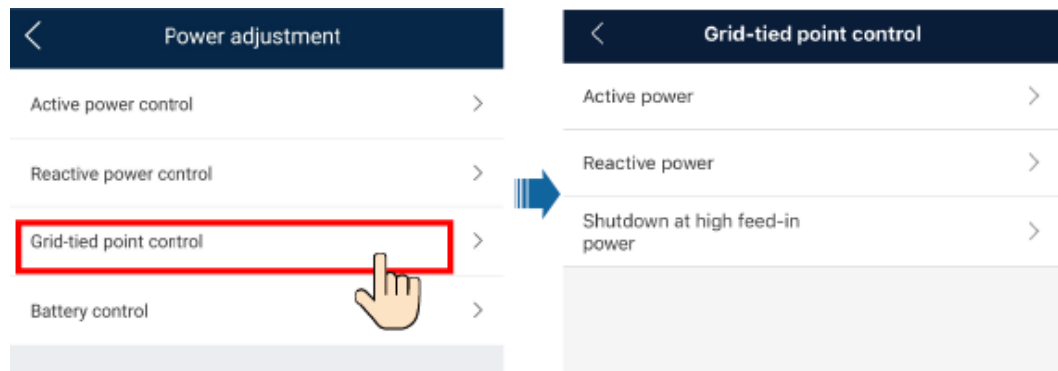 Power adjustment
Active power control
Reactive power control
Grid-tied point control
Battery control
Grid-tied point control
Active power
Reactive power
Shutdown at high feed-in
power